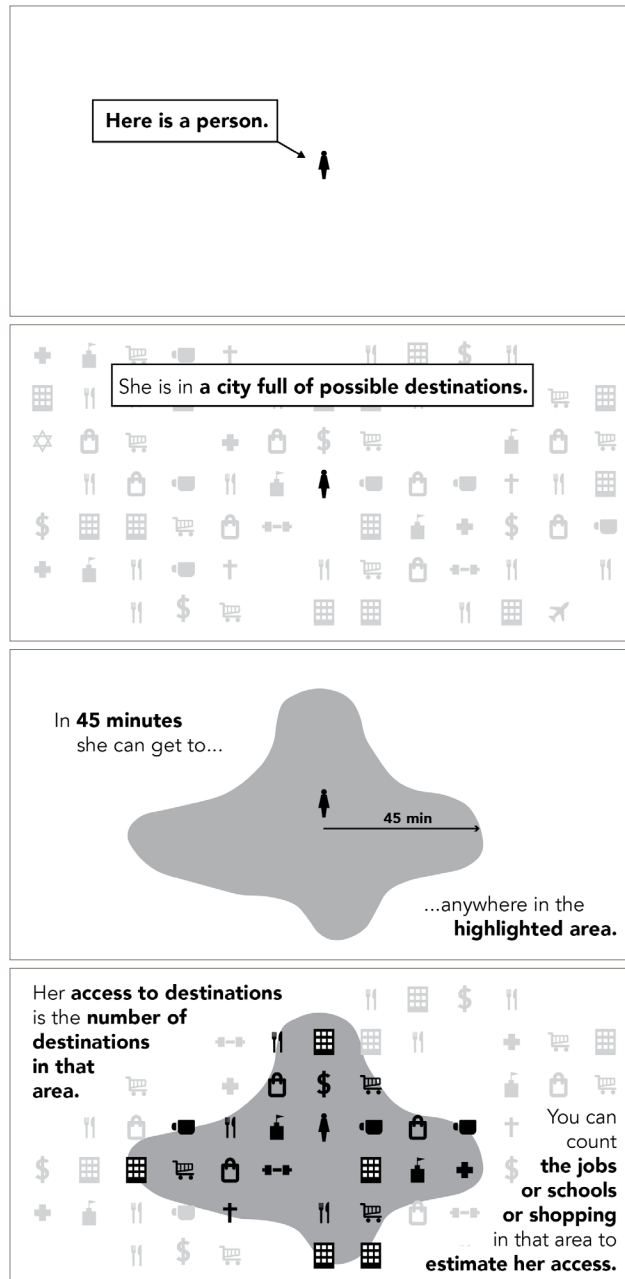 Here is a person.
She is in a city full of possible destinations.
In 45 minutes
she can get to...
45 min
...anywhere in the
highlighted area.
Her access to destinations
is the number of
destinations
in that
area.
You can
count
the jobs
or schools
or shopping
in that area to
estimate her access.